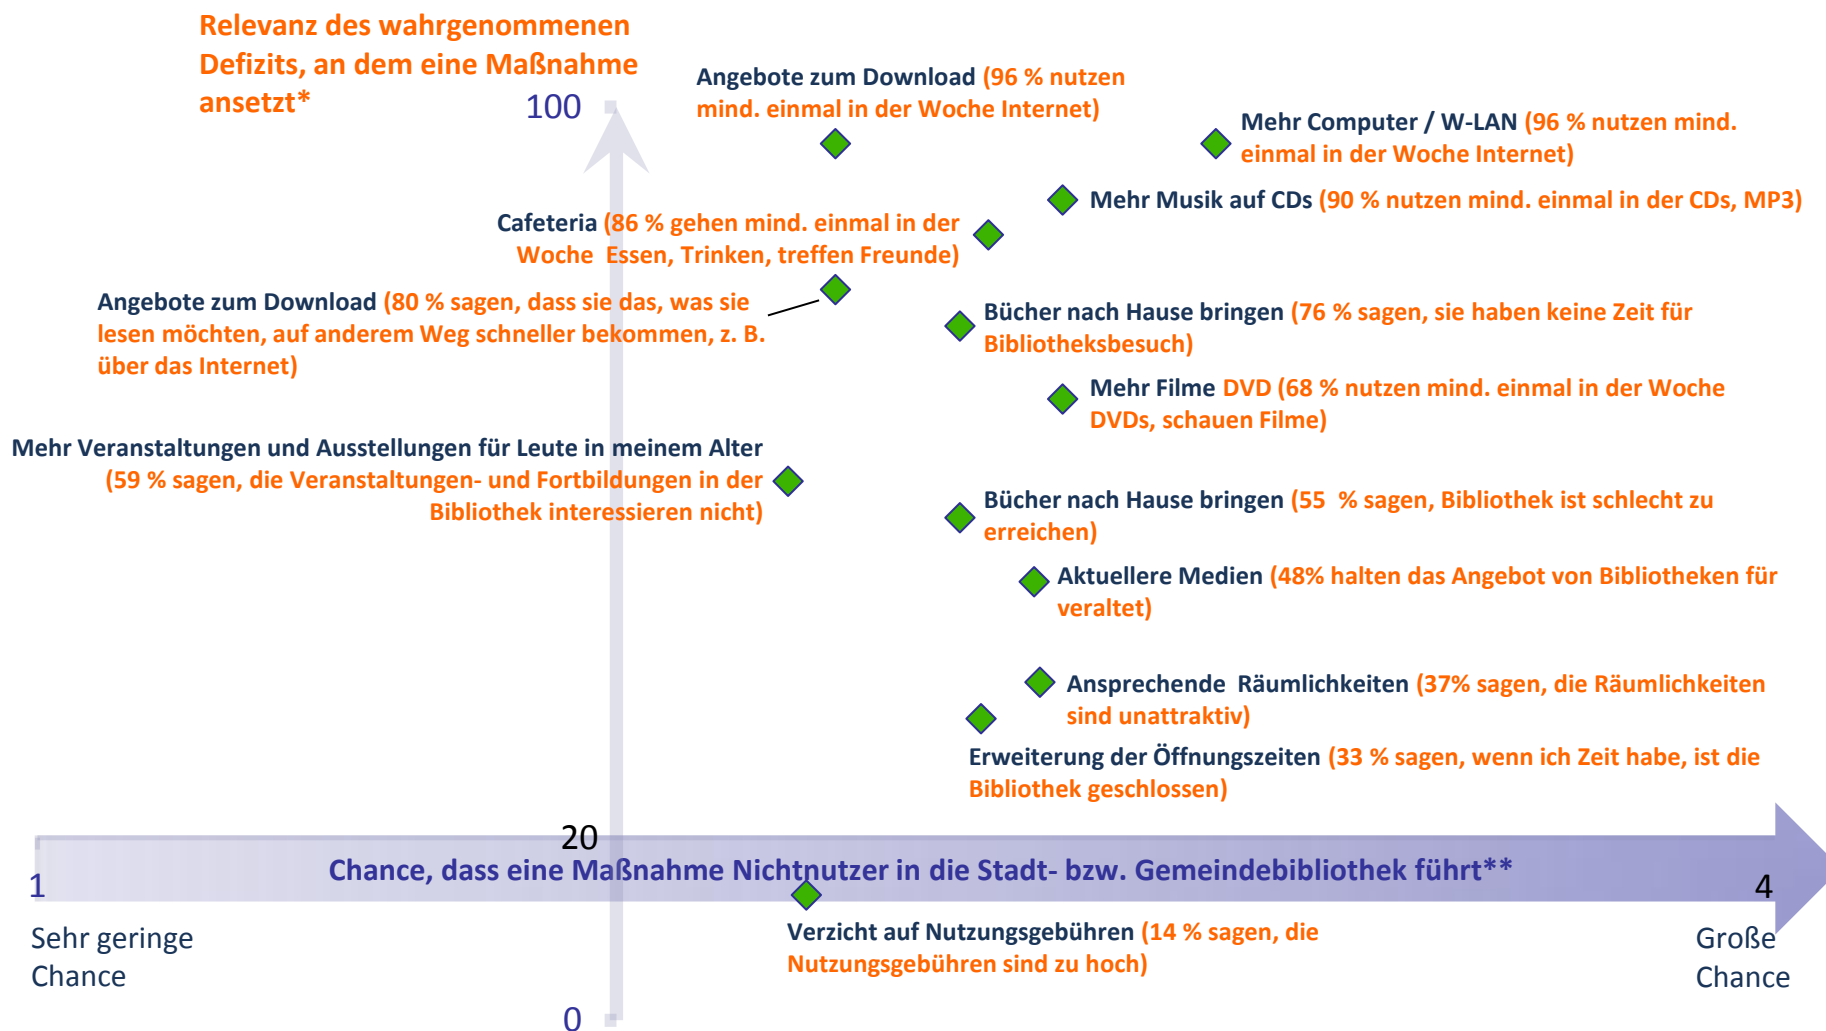 Relevanz des wahrgenommenen
Defizits, an dem eine Maßnahme
ansetzt*
100
Angebote zum Download (96 % nutzen
mind. einmal in der Woche Internet)
Mehr Computer / W-LAN (96 % nutzen mind.
einmal in der Woche Internet)
Mehr Musik auf CDs (90 % nutzen mind. einmal in der CDs, MP3)
Cafeteria (86 % gehen mind. einmal in der
Woche Essen, Trinken, treffen Freunde)
Angebote zum Download (80 % sagen, dass sie das, was sie
lesen möchten, auf anderem Weg schneller bekommen, z. B.
über das Internet)
Bücher nach Hause bringen (76 % sagen, sie haben keine Zeit für
Bibliotheksbesuch)
Mehr Filme DVD (68 % nutzen mind. einmal in der Woche
DVDs, schauen Filme)
Mehr Veranstaltungen und Ausstellungen für Leute in meinem Alter
(59 % sagen, die Veranstaltungen- und Fortbildungen in der
Bibliothek interessieren nicht)
Bücher nach Hause bringen (55 % sagen, Bibliothek ist schlecht zu
erreichen)
Aktuellere Medien (48% halten das Angebot von Bibliotheken für
veraltet)
Ansprechende Räumlichkeiten (37% sagen, die Räumlichkeiten
sind unattraktiv)
Erweiterung der Öffnungszeiten (33 % sagen, wenn ich Zeit habe, ist die
Bibliothek geschlossen)
20
Chance, dass eine Maßnahme Nichtnutzer in die Stadt- bzw. Gemeindebibliothek führt**
1
4
Sehr geringe
Chance
Große
Chance
Verzicht auf Nutzungsgebühren (14 % sagen, die
Nutzungsgebühren sind zu hoch)
0